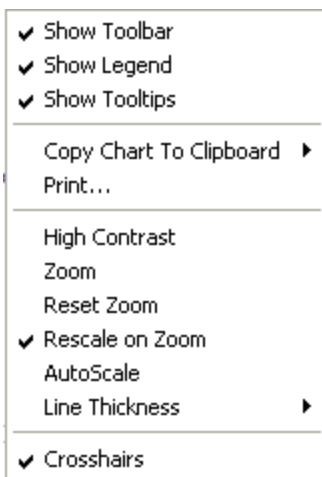 Show Toolbar
Show Legend
Show Tooltips
Copy Chart To Clipboard
Print...
High Contrast
Zoom
Reset Zoom
Rescale on Zoom
AutoScale
Line Thickness
Crosshairs